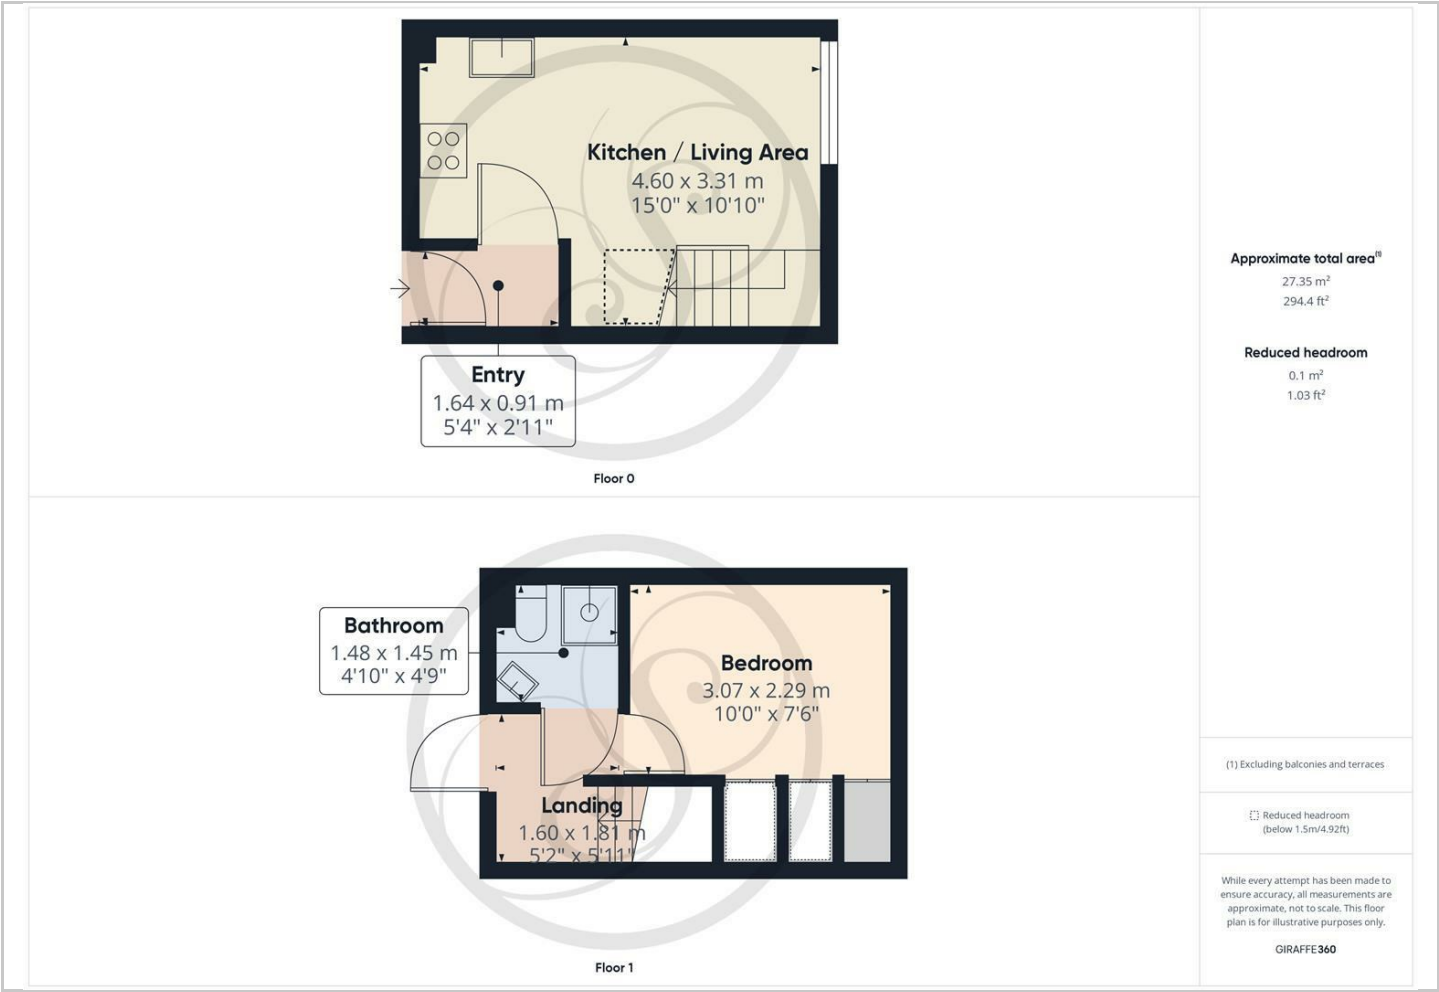 Kitchen / Living Area
4.60 x 3.31 m
15'0" x 10'10"
Entry
1.64 x 0.91 m
5'4" x 2'11"
Floor 0
Bathroom
1.48 x 1.45 m
4'10" x 4'9"
Bedroom
3.07 x 2.29 m
10'0" x 7'6"
Landing
1.60 x 1.81 m
5'2" x 5'11"
Floor 1
Approximate total area(1)
27.35 m²
294.4 ft²
Reduced headroom
0.1 m²
1.03 ft²
(1) Excluding balconies and terraces
Reduced headroom
(below 1.5m/4.92ft)
While every attempt has been made to
ensure accuracy, all measurements are
approximate, not to scale. This floor
plan is for illustrative purposes only.
GIRAFFE360